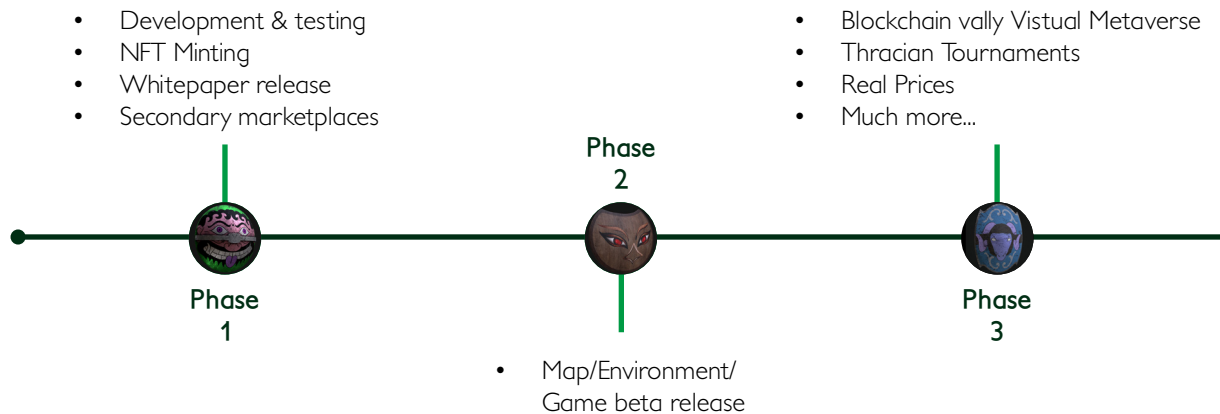 • Development & testing
• NFT Minting
• Whitepaper release
• Secondary marketplaces
Phase
1
Phase
2
• Map/Environment/
Game beta release
• Blockchain vally Vistual Metaverse
• Thracian Tournaments
• Real Prices
• Much more...
Phase
3